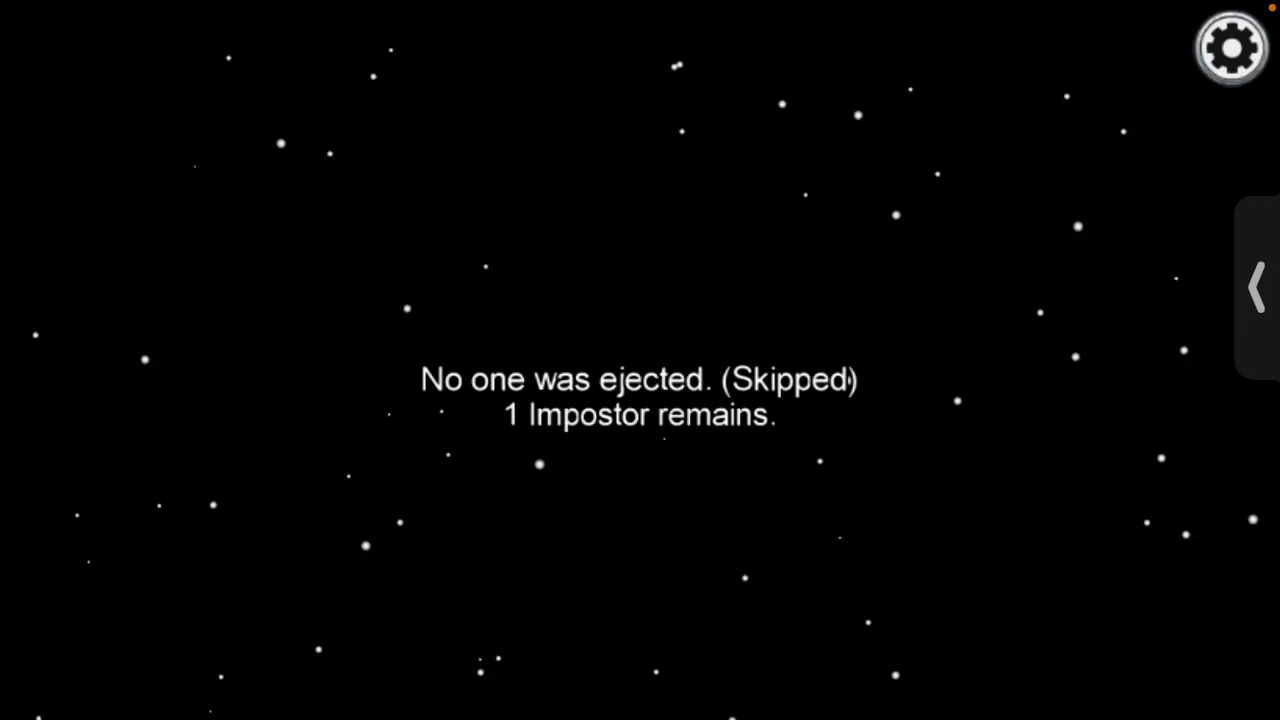 No one was ejected. (Skipped)
1 Impostor remains.